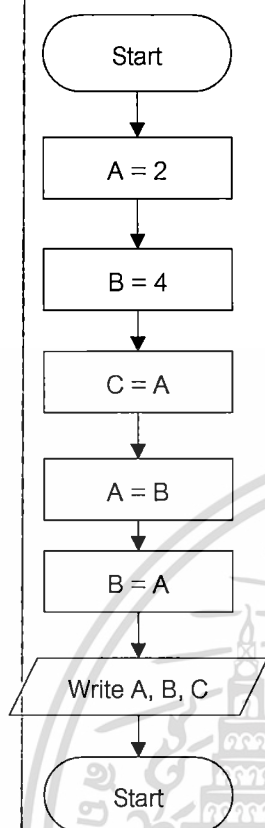 Start
A = 2
B = 4
C = A
A = B
B = A
Write A, B, C
Start